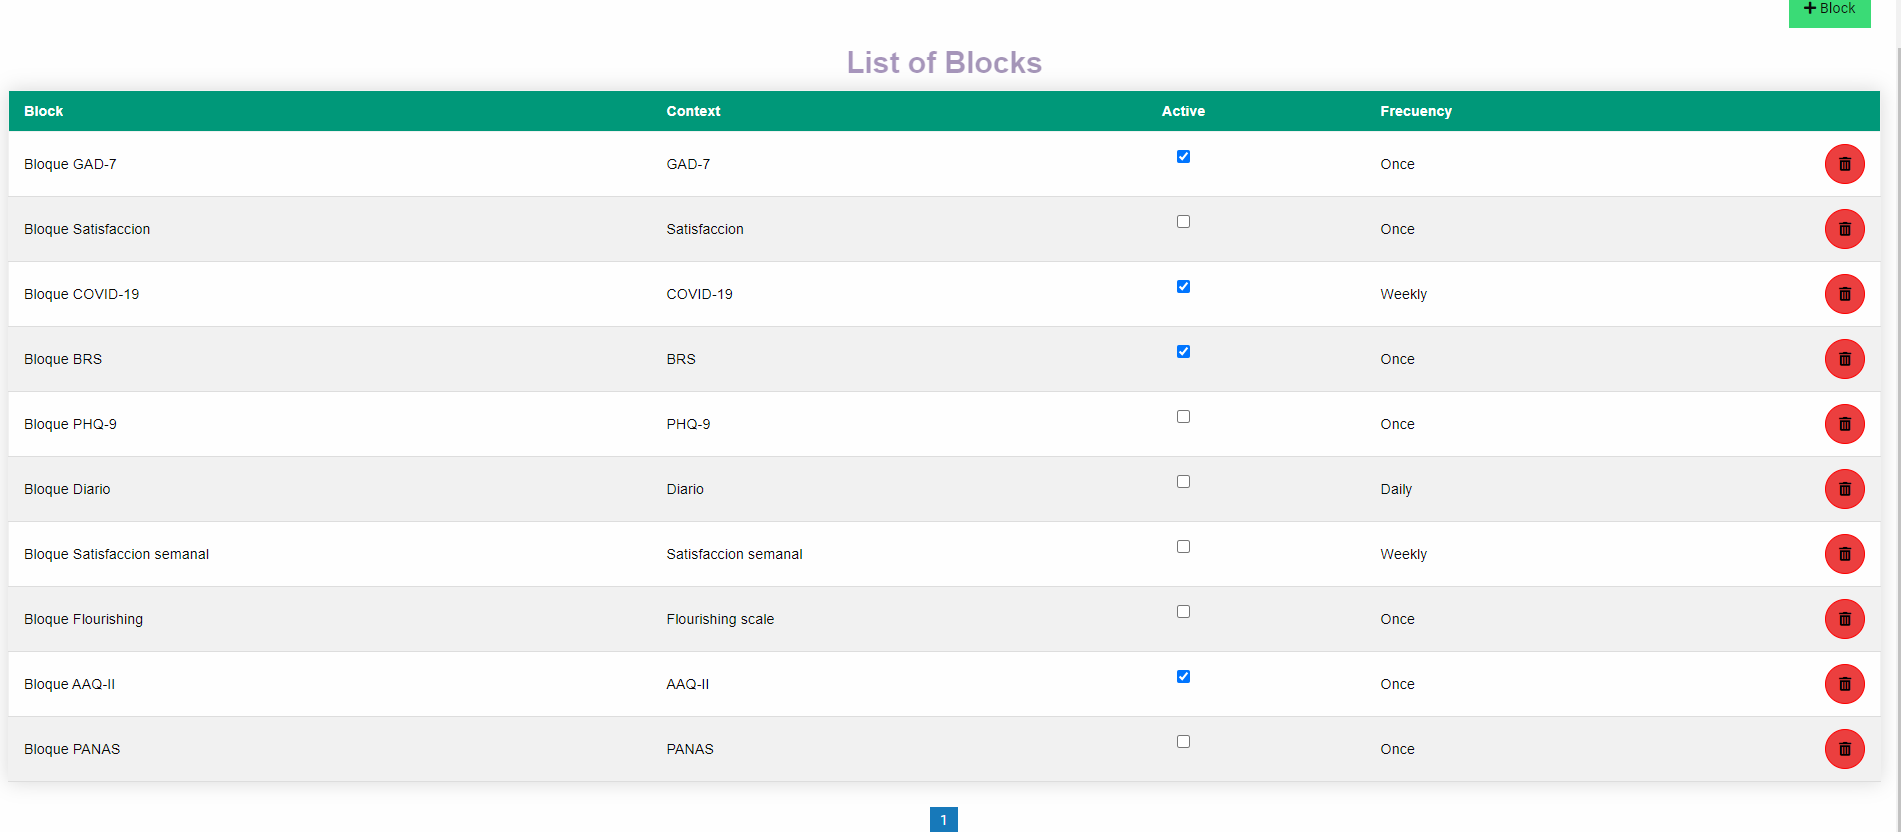 + Block
List of Blocks
Block Context Active Frecuency
Bloque GAD-7 GAD-7 Once
Bloque Satisfaccion Satisfaccion Once
Bloque COVID-19 COVID-19 Weekly
Bloque BRS BRS Once
Bloque PHQ-9 PHQ-9 Once
Bloque Diario Diario Daily
Bloque Satisfaccion semanal Satisfaccion semanal Weekly
Bloque Flourishing Flourishing scale Once
Bloque AAQ-II AAQ-II Once
Bloque PANAS PANAS Once
1